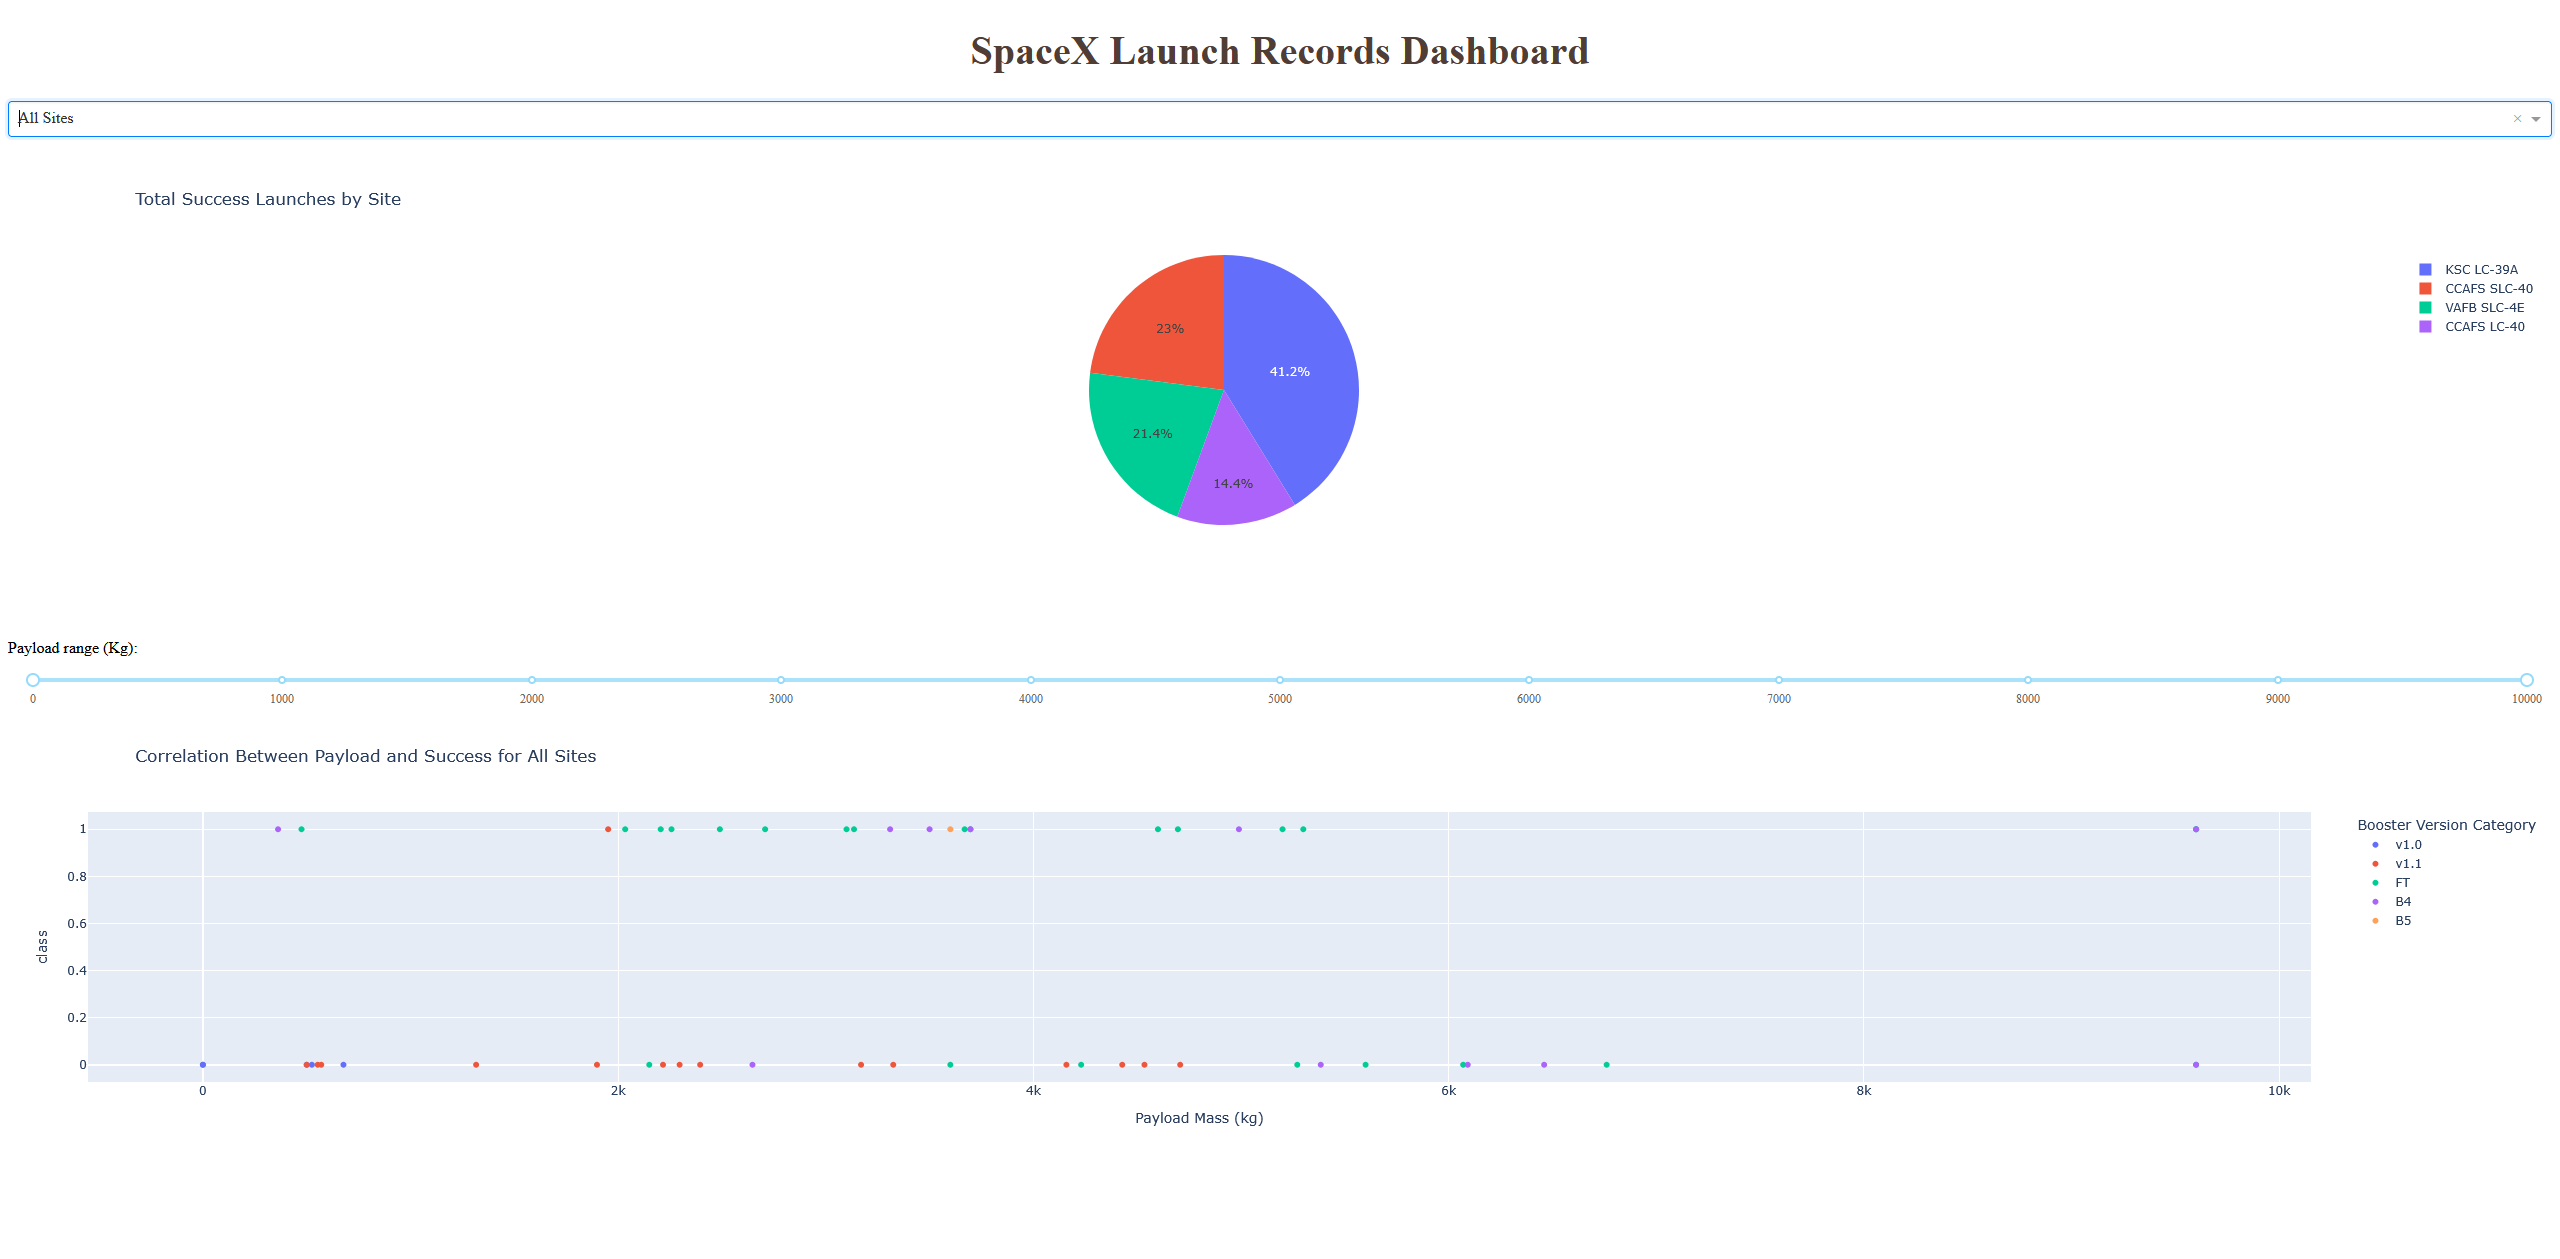 SpaceX Launch Records Dashboard
All Sites ×
Total Success Launches by Site
KSC LC-39A
CCAFS SLC-40
VAFB SLC-4E
CCAFS LC-40
23%
41.2%
21.4%
14.4%
Payload range (Kg):
0 1000 2000 3000 4000 5000 6000 7000 8000 9000 10000
Correlation Between Payload and Success for All Sites
Booster Version Category
v1.0
v1.1
FT
B4
B5
class
1
0.8
0.6
0.4
0.2
0
0 2k 4k 6k 8k 10k
Payload Mass (kg)